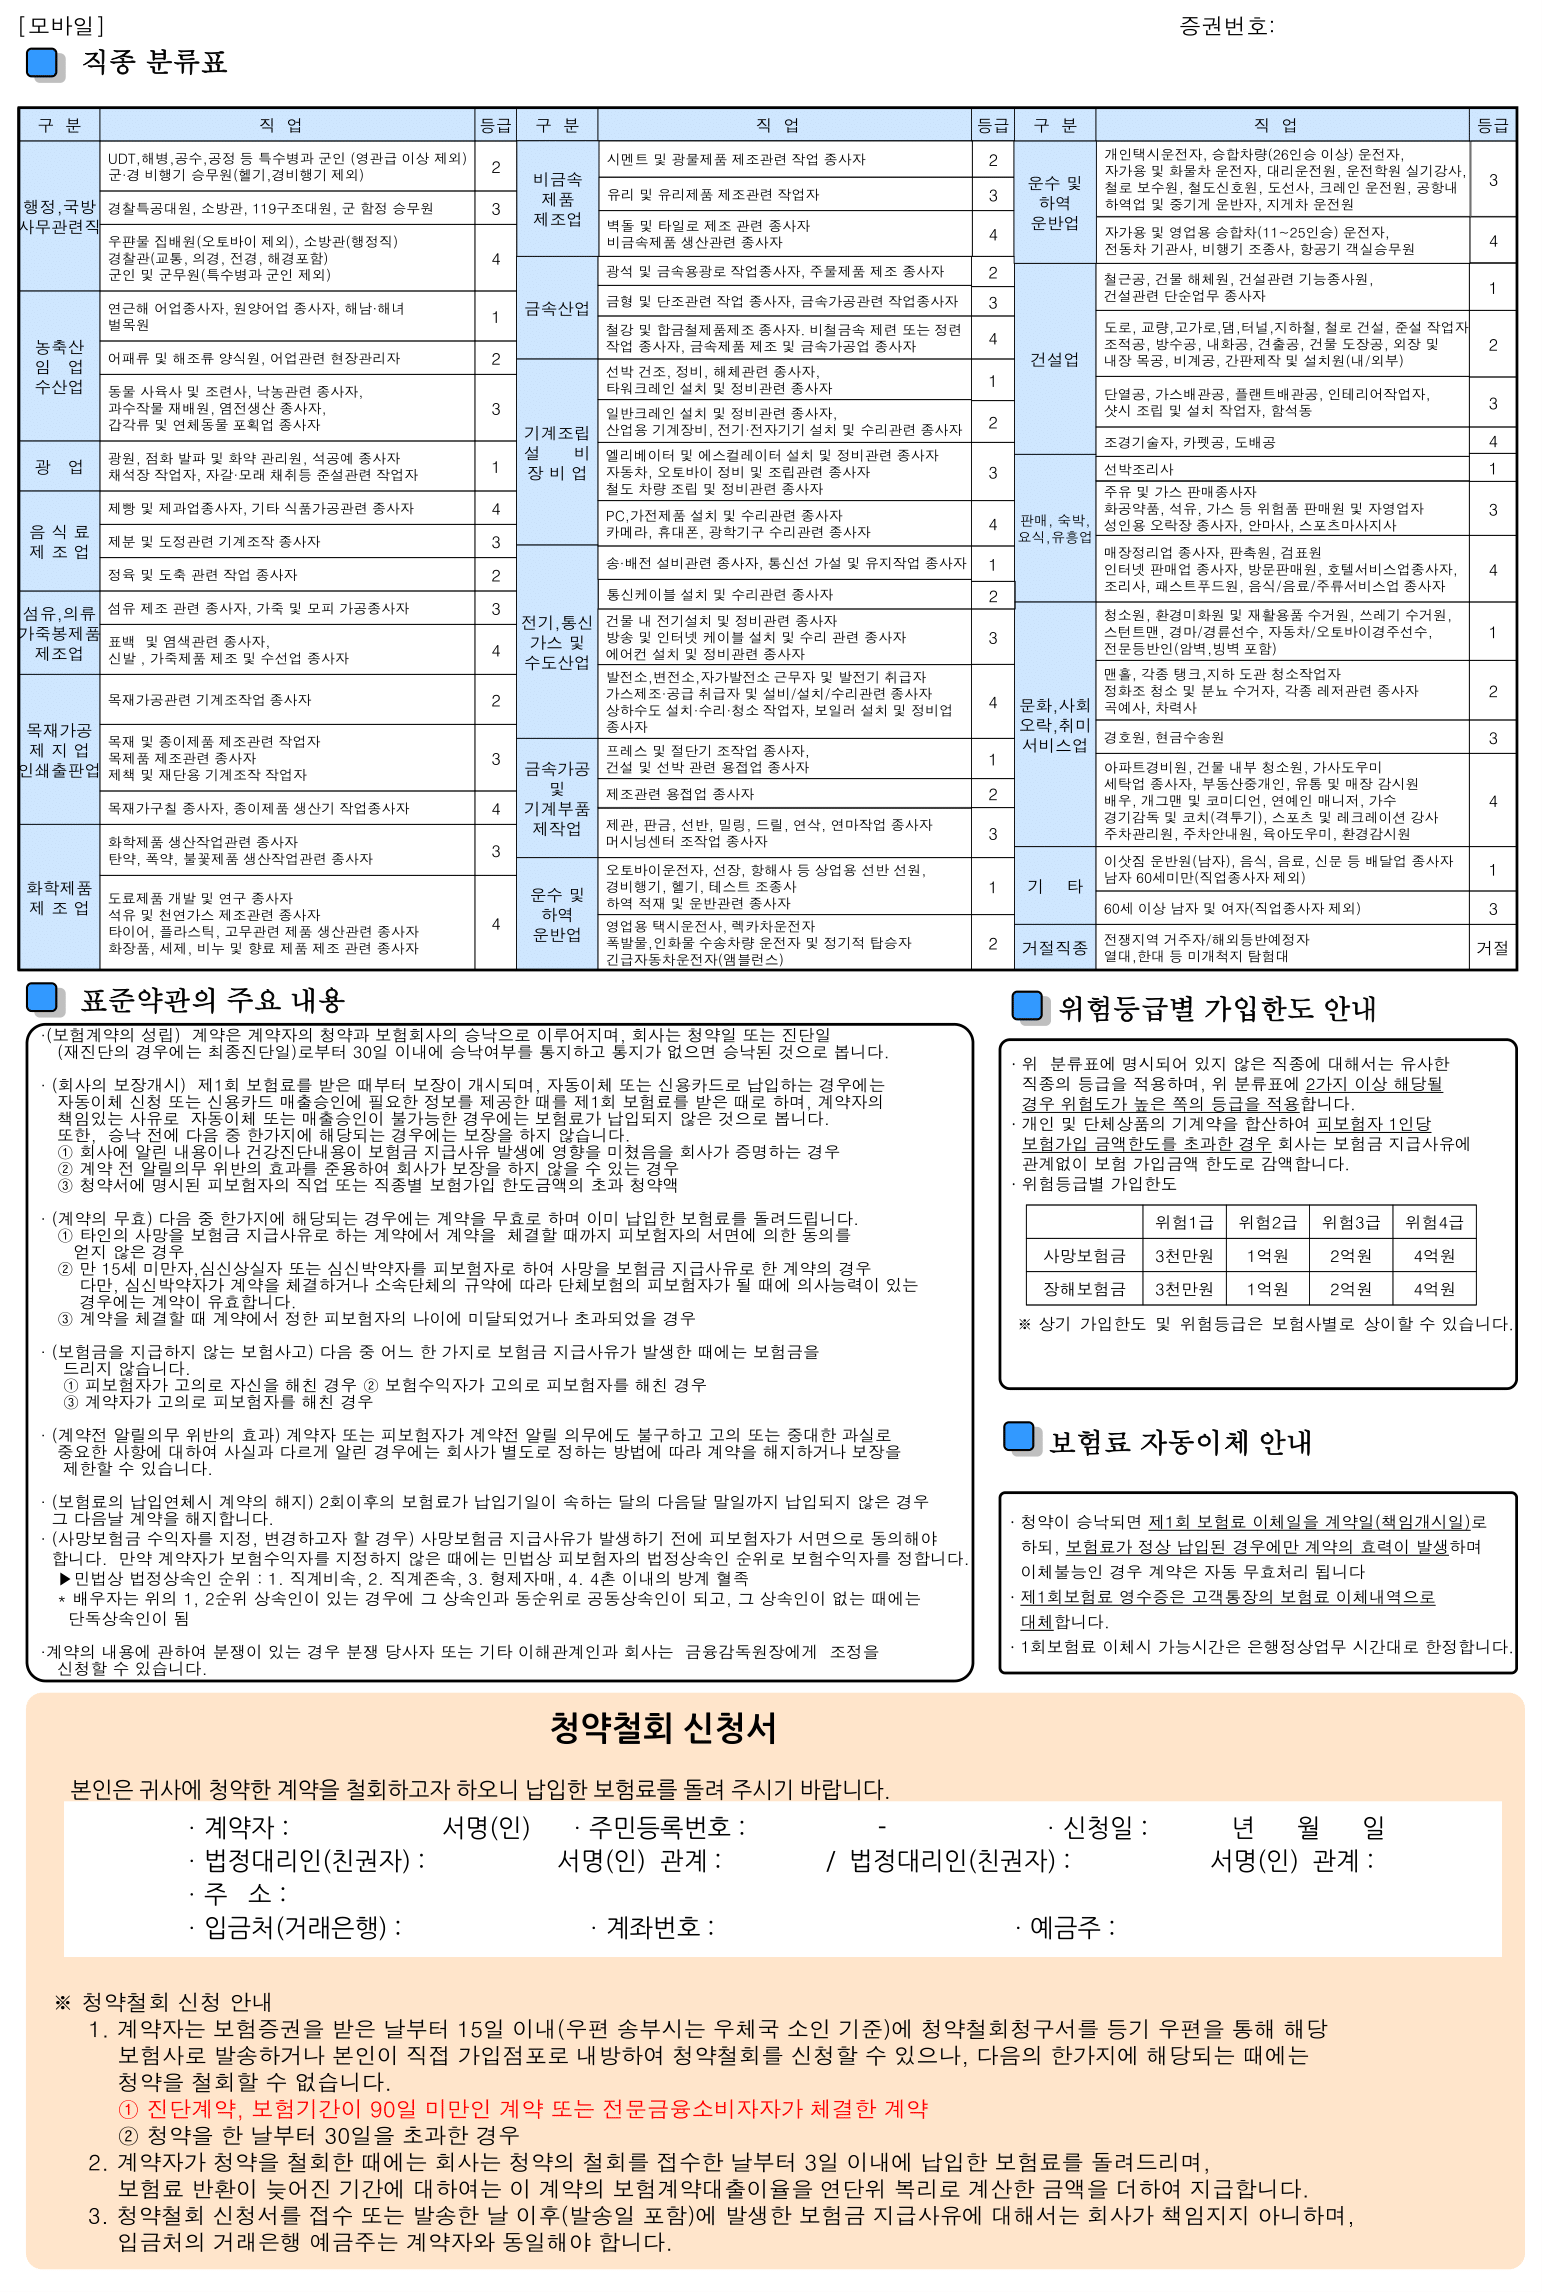 [모바일]
증권번호:
직종 분류표
구 분 직 업 등급
행정,국방
사무관련직
UDT,해병,공수,공정 등 특수병과 군인 (영관급 이상 제외)
군·경 비행기 승무원(헬기,경비행기 제외)
2
경찰특공대원, 소방관, 119구조대원, 군 함정 승무원 3
우편물 집배원(오토바이 제외), 소방관(행정직)
경찰관(교통, 의경, 전경, 해경포함)
군인 및 군무원(특수병과 군인 제외)
4
농축산
임 업
수산업
연근해 어업종사자, 원양어업 종사자, 해남·해녀
벌목원
1
어패류 및 해조류 양식원, 어업관련 현장관리자 2
동물 사육사 및 조련사, 낙농관련 종사자,
과수작물 재배원, 염전생산 종사자,
갑각류 및 연체동물 포획업 종사자
3
광 업
광원, 점화 발파 및 화약 관리원, 석공예 종사자
채석장 작업자, 자갈·모래 채취등 준설관련 작업자
1
음 식 료
제 조 업
제빵 및 제과업종사자, 기타 식품가공관련 종사자 4
제분 및 도정관련 기계조작 종사자 3
정육 및 도축 관련 작업 종사자 2
섬유,의류
가죽봉제품
제조업
섬유 제조 관련 종사자, 가죽 및 모피 가공종사자 3
표백 및 염색관련 종사자,
신발 , 가죽제품 제조 및 수선업 종사자
4
목재가공
제 지 업
인쇄출판업
목재가공관련 기계조작업 종사자 2
목재 및 종이제품 제조관련 작업자
목제품 제조관련 종사자
제책 및 재단용 기계조작 작업자
3
목재가구칠 종사자, 종이제품 생산기 작업종사자 4
화학제품
제 조 업
화학제품 생산작업관련 종사자
탄약, 폭약, 불꽃제품 생산작업관련 종사자
3
도료제품 개발 및 연구 종사자
석유 및 천연가스 제조관련 종사자
타이어, 플라스틱, 고무관련 제품 생산관련 종사자
화장품, 세제, 비누 및 향료 제품 제조 관련 종사자
4
구 분 직 업 등급
비금속
제품
제조업
시멘트 및 광물제품 제조관련 작업 종사자 2
유리 및 유리제품 제조관련 작업자 3
벽돌 및 타일로 제조 관련 종사자
비금속제품 생산관련 종사자
4
금속산업
광석 및 금속용광로 작업종사자, 주물제품 제조 종사자 2
금형 및 단조관련 작업 종사자, 금속가공관련 작업종사자 3
철강 및 합금철제품제조 종사자. 비철금속 제련 또는 정련
작업 종사자, 금속제품 제조 및 금속가공업 종사자
4
기계조립
설 비
장 비 업
선박 건조, 정비, 해체관련 종사자,
타워크레인 설치 및 정비관련 종사자
1
일반크레인 설치 및 정비관련 종사자,
산업용 기계장비, 전기·전자기기 설치 및 수리관련 종사자
2
엘리베이터 및 에스컬레이터 설치 및 정비관련 종사자
자동차, 오토바이 정비 및 조립관련 종사자
철도 차량 조립 및 정비관련 종사자
3
PC,가전제품 설치 및 수리관련 종사자
카메라, 휴대폰, 광학기구 수리관련 종사자
4
전기,통신
가스 및
수도산업
송·배전 설비관련 종사자, 통신선 가설 및 유지작업 종사자 1
통신케이블 설치 및 수리관련 종사자 2
건물 내 전기설치 및 정비관련 종사자
방송 및 인터넷 케이블 설치 및 수리 관련 종사자
에어컨 설치 및 정비관련 종사자
3
발전소,변전소,자가발전소 근무자 및 발전기 취급자
가스제조·공급 취급자 및 설비/설치/수리관련 종사자
상하수도 설치·수리·청소 작업자, 보일러 설치 및 정비업
종사자
4
금속가공
및
기계부품
제작업
프레스 및 절단기 조작업 종사자,
건설 및 선박 관련 용접업 종사자
1
제조관련 용접업 종사자 2
제관, 판금, 선반, 밀링, 드릴, 연삭, 연마작업 종사자
머시닝센터 조작업 종사자
3
운수 및
하역
운반업
오토바이운전자, 선장, 항해사 등 상업용 선반 선원,
경비행기, 헬기, 테스트 조종사
하역 적재 및 운반관련 종사자
1
영업용 택시운전사, 렉카차운전자
폭발물,인화물 수송차량 운전자 및 정기적 탑승자
긴급자동차운전자(앰블런스)
2
구 분 직 업 등급
운수 및
하역
운반업
개인택시운전자, 승합차량(26인승 이상) 운전자,
자가용 및 화물차 운전자, 대리운전원, 운전학원 실기강사,
철로 보수원, 철도신호원, 도선사, 크레인 운전원, 공항내
하역업 및 중기게 운반자, 지게차 운전원
3
자가용 및 영업용 승합차(11~25인승) 운전자,
전동차 기관사, 비행기 조종사, 항공기 객실승무원
4
건설업
철근공, 건물 해체원, 건설관련 기능종사원,
건설관련 단순업무 종사자
1
도로, 교량,고가로,댐,터널,지하철, 철로 건설, 준설 작업자
조적공, 방수공, 내화공, 견출공, 건물 도장공, 외장 및
내장 목공, 비계공, 간판제작 및 설치원(내/외부)
2
단열공, 가스배관공, 플랜트배관공, 인테리어작업자,
샷시 조립 및 설치 작업자, 함석동
3
조경기술자, 카펫공, 도배공 4
판매, 숙박,
요식,유흥업
선박조리사 1
주유 및 가스 판매종사자
화공약품, 석유, 가스 등 위험품 판매원 및 자영업자
성인용 오락장 종사자, 안마사, 스포츠마사지사
3
매장정리업 종사자, 판촉원, 검표원
인터넷 판매업 종사자, 방문판매원, 호텔서비스업종사자,
조리사, 패스트푸드원, 음식/음료/주류서비스업 종사자
4
문화,사회
오락,취미
서비스업
청소원, 환경미화원 및 재활용품 수거원, 쓰레기 수거원,
스턴트맨, 경마/경륜선수, 자동차/오토바이경주선수,
전문등반인(암벽,빙벽 포함)
1
맨홀, 각종 탱크,지하 도관 청소작업자
정화조 청소 및 분뇨 수거자, 각종 레저관련 종사자
곡예사, 차력사
2
경호원, 현금수송원 3
아파트경비원, 건물 내부 청소원, 가사도우미
세탁업 종사자, 부동산중개인, 유통 및 매장 감시원
배우, 개그맨 및 코미디언, 연예인 매니저, 가수
경기감독 및 코치(격투기), 스포츠 및 레크레이션 강사
주차관리원, 주차안내원, 육아도우미, 환경감시원
4
기 타
이삿짐 운반원(남자), 음식, 음료, 신문 등 배달업 종사자
남자 60세미만(직업종사자 제외)
1
60세 이상 남자 및 여자(직업종사자 제외) 3
거절직종
전쟁지역 거주자/해외등반예정자
열대,한대 등 미개척지 탐험대
거절
표준약관의 주요 내용
·(보험계약의 성립) 계약은 계약자의 청약과 보험회사의 승낙으로 이루어지며, 회사는 청약일 또는 진단일
(재진단의 경우에는 최종진단일)로부터 30일 이내에 승낙여부를 통지하고 통지가 없으면 승낙된 것으로 봅니다.
· (회사의 보장개시) 제1회 보험료를 받은 때부터 보장이 개시되며, 자동이체 또는 신용카드로 납입하는 경우에는
자동이체 신청 또는 신용카드 매출승인에 필요한 정보를 제공한 때를 제1회 보험료를 받은 때로 하며, 계약자의
책임있는 사유로 자동이체 또는 매출승인이 불가능한 경우에는 보험료가 납입되지 않은 것으로 봅니다.
또한, 승낙 전에 다음 중 한가지에 해당되는 경우에는 보장을 하지 않습니다.
① 회사에 알린 내용이나 건강진단내용이 보험금 지급사유 발생에 영향을 미쳤음을 회사가 증명하는 경우
② 계약 전 알릴의무 위반의 효과를 준용하여 회사가 보장을 하지 않을 수 있는 경우
③ 청약서에 명시된 피보험자의 직업 또는 직종별 보험가입 한도금액의 초과 청약액
· (계약의 무효) 다음 중 한가지에 해당되는 경우에는 계약을 무효로 하며 이미 납입한 보험료를 돌려드립니다.
① 타인의 사망을 보험금 지급사유로 하는 계약에서 계약을 체결할 때까지 피보험자의 서면에 의한 동의를
얻지 않은 경우
② 만 15세 미만자,심신상실자 또는 심신박약자를 피보험자로 하여 사망을 보험금 지급사유로 한 계약의 경우
다만, 심신박약자가 계약을 체결하거나 소속단체의 규약에 따라 단체보험의 피보험자가 될 때에 의사능력이 있는
경우에는 계약이 유효합니다.
③ 계약을 체결할 때 계약에서 정한 피보험자의 나이에 미달되었거나 초과되었을 경우
· (보험금을 지급하지 않는 보험사고) 다음 중 어느 한 가지로 보험금 지급사유가 발생한 때에는 보험금을
드리지 않습니다.
① 피보험자가 고의로 자신을 해친 경우 ② 보험수익자가 고의로 피보험자를 해친 경우
③ 계약자가 고의로 피보험자를 해친 경우
· (계약전 알릴의무 위반의 효과) 계약자 또는 피보험자가 계약전 알릴 의무에도 불구하고 고의 또는 중대한 과실로
중요한 사항에 대하여 사실과 다르게 알린 경우에는 회사가 별도로 정하는 방법에 따라 계약을 해지하거나 보장을
제한할 수 있습니다.
· (보험료의 납입연체시 계약의 해지) 2회이후의 보험료가 납입기일이 속하는 달의 다음달 말일까지 납입되지 않은 경우
그 다음날 계약을 해지합니다.
· (사망보험금 수익자를 지정, 변경하고자 할 경우) 사망보험금 지급사유가 발생하기 전에 피보험자가 서면으로 동의해야
합니다. 만약 계약자가 보험수익자를 지정하지 않은 때에는 민법상 피보험자의 법정상속인 순위로 보험수익자를 정합니다.
▶민법상 법정상속인 순위 : 1. 직계비속, 2. 직계존속, 3. 형제자매, 4. 4촌 이내의 방계 혈족
* 배우자는 위의 1, 2순위 상속인이 있는 경우에 그 상속인과 동순위로 공동상속인이 되고, 그 상속인이 없는 때에는
단독상속인이 됨
·계약의 내용에 관하여 분쟁이 있는 경우 분쟁 당사자 또는 기타 이해관계인과 회사는 금융감독원장에게 조정을
신청할 수 있습니다.
위험등급별 가입한도 안내
· 위 분류표에 명시되어 있지 않은 직종에 대해서는 유사한
직종의 등급을 적용하며, 위 분류표에 2가지 이상 해당될
경우 위험도가 높은 쪽의 등급을 적용합니다.
· 개인 및 단체상품의 기계약을 합산하여 피보험자 1인당
보험가입 금액한도를 초과한 경우 회사는 보험금 지급사유에
관계없이 보험 가입금액 한도로 감액합니다.
· 위험등급별 가입한도
위험1급 위험2급 위험3급 위험4급
사망보험금 3천만원 1억원 2억원 4억원
장해보험금 3천만원 1억원 2억원 4억원
※ 상기 가입한도 및 위험등급은 보험사별로 상이할 수 있습니다.
보험료 자동이체 안내
· 청약이 승낙되면 제1회 보험료 이체일을 계약일(책임개시일)로
하되, 보험료가 정상 납입된 경우에만 계약의 효력이 발생하며
이체불능인 경우 계약은 자동 무효처리 됩니다
· 제1회보험료 영수증은 고객통장의 보험료 이체내역으로
대체합니다.
· 1회보험료 이체시 가능시간은 은행정상업무 시간대로 한정합니다.
청약철회 신청서
본인은 귀사에 청약한 계약을 철회하고자 하오니 납입한 보험료를 돌려 주시기 바랍니다.
· 계약자 : 서명(인) · 주민등록번호 : - · 신청일 : 년 월 일
· 법정대리인(친권자) : 서명(인) 관계 : / 법정대리인(친권자) : 서명(인) 관계 :
· 주 소 :
· 입금처(거래은행) : · 계좌번호 : · 예금주 :
※ 청약철회 신청 안내
1. 계약자는 보험증권을 받은 날부터 15일 이내(우편 송부시는 우체국 소인 기준)에 청약철회청구서를 등기 우편을 통해 해당
보험사로 발송하거나 본인이 직접 가입점포로 내방하여 청약철회를 신청할 수 있으나, 다음의 한가지에 해당되는 때에는
청약을 철회할 수 없습니다.
① 진단계약, 보험기간이 90일 미만인 계약 또는 전문금융소비자자가 체결한 계약
② 청약을 한 날부터 30일을 초과한 경우
2. 계약자가 청약을 철회한 때에는 회사는 청약의 철회를 접수한 날부터 3일 이내에 납입한 보험료를 돌려드리며,
보험료 반환이 늦어진 기간에 대하여는 이 계약의 보험계약대출이율을 연단위 복리로 계산한 금액을 더하여 지급합니다.
3. 청약철회 신청서를 접수 또는 발송한 날 이후(발송일 포함)에 발생한 보험금 지급사유에 대해서는 회사가 책임지지 아니하며,
입금처의 거래은행 예금주는 계약자와 동일해야 합니다.